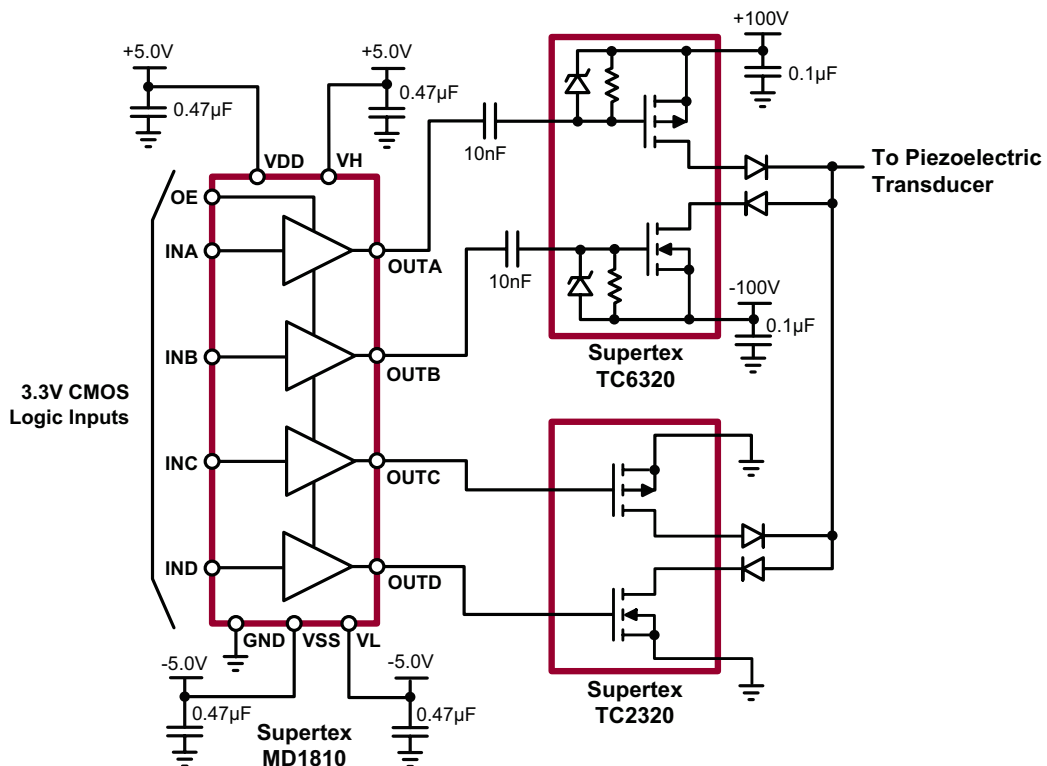 +5.0V
+5.0V
+100V
0.47µF
0.47µF
0.1µF
10nF
VDD
VH
To Piezoelectric
Transducer
OE
INA
OUTA
10nF
-100V
0.1µF
INB
OUTB
Supertex
TC6320
3.3V CMOS
Logic Inputs
INC
OUTC
IND
OUTD
GND
VSS
VL
-5.0V
-5.0V
0.47µF
0.47µF
Supertex
MD1810
Supertex
TC2320